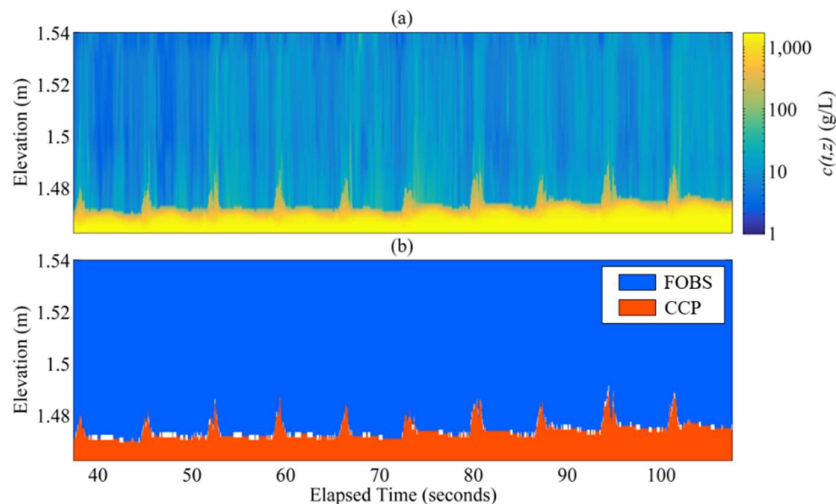 (a)
1.54
1.52
1.5
1.48
Elevation (m)
1,000
100
10
1
c(t,z) (g/L)
(b)
1.54
1.52
1.5
1.48
Elevation (m)
FOBS
CCP
40 50 60 70 80 90 100
Elapsed Time (seconds)